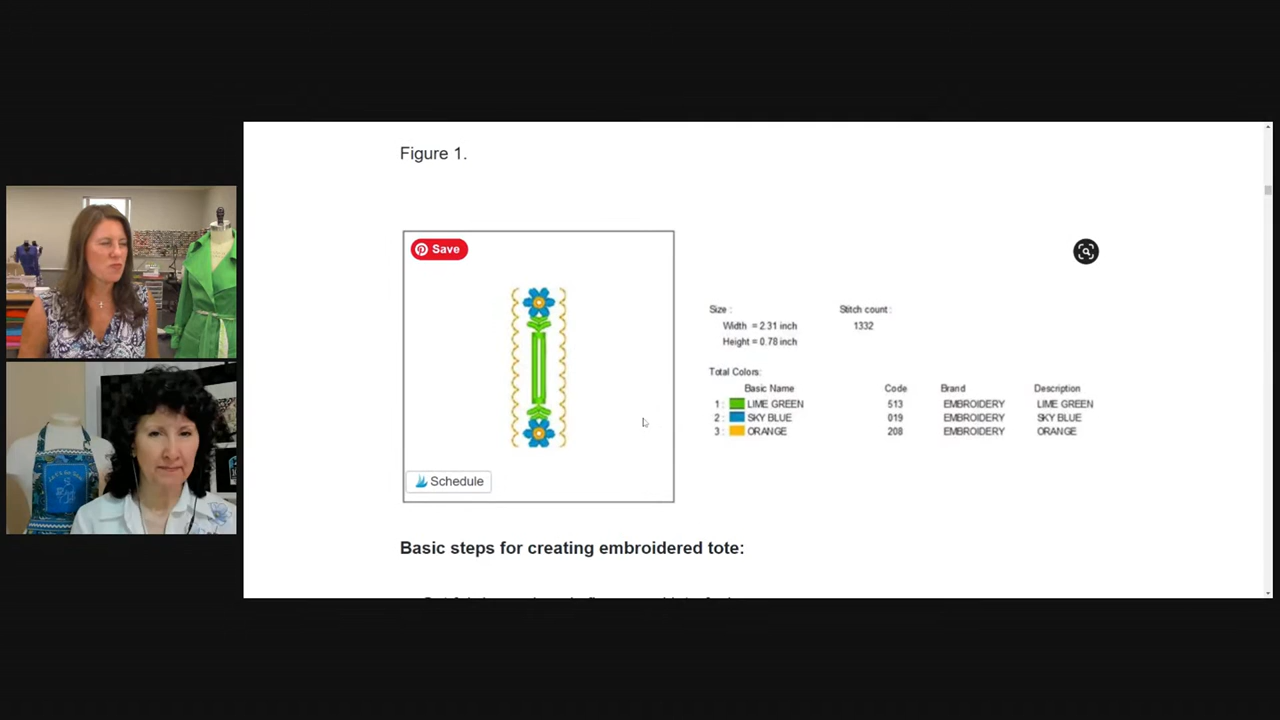 Figure 1.
Save
Size :
Width = 2.31 inch
Height = 0.78 inch
Stitch count :
1332
Total Colors:
Basic Name Code Brand Description
1 : LIME GREEN 513 EMBROIDERY LIME GREEN
2 : SKY BLUE 019 EMBROIDERY SKY BLUE
3 : ORANGE 208 EMBROIDERY ORANGE
Schedule
Basic steps for creating embroidered tote: